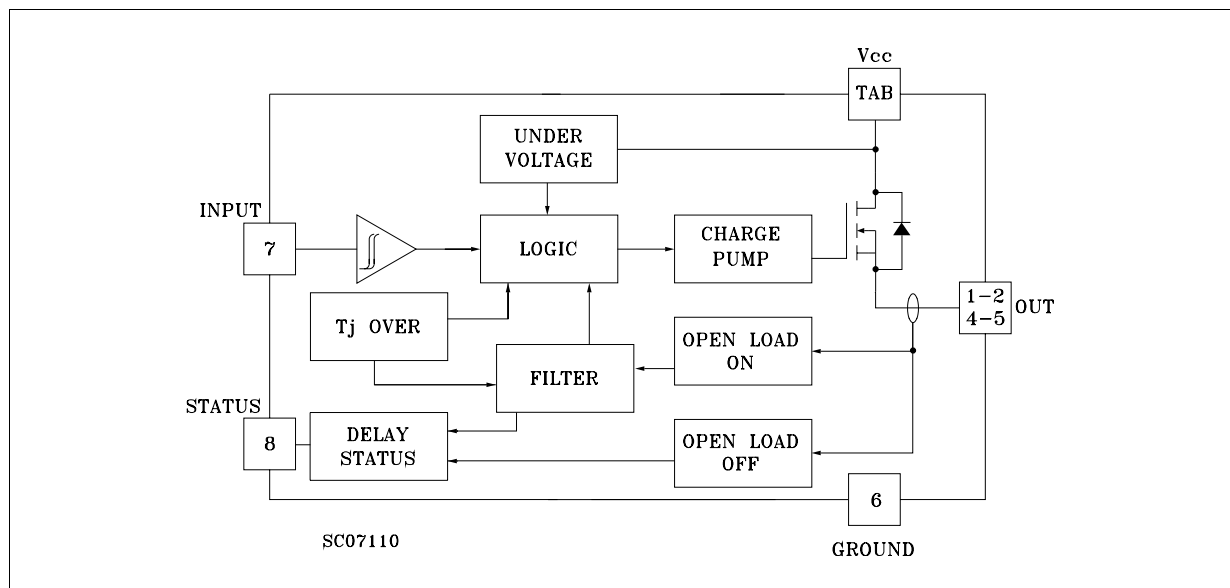 Vcc
TAB
UNDER
VOLTAGE
INPUT
7
LOGIC
CHARGE
PUMP
1-2
4-5
OUT
Tj OVER
OPEN LOAD
ON
FILTER
STATUS
8
DELAY
STATUS
OPEN LOAD
OFF
6
SC07110
GROUND